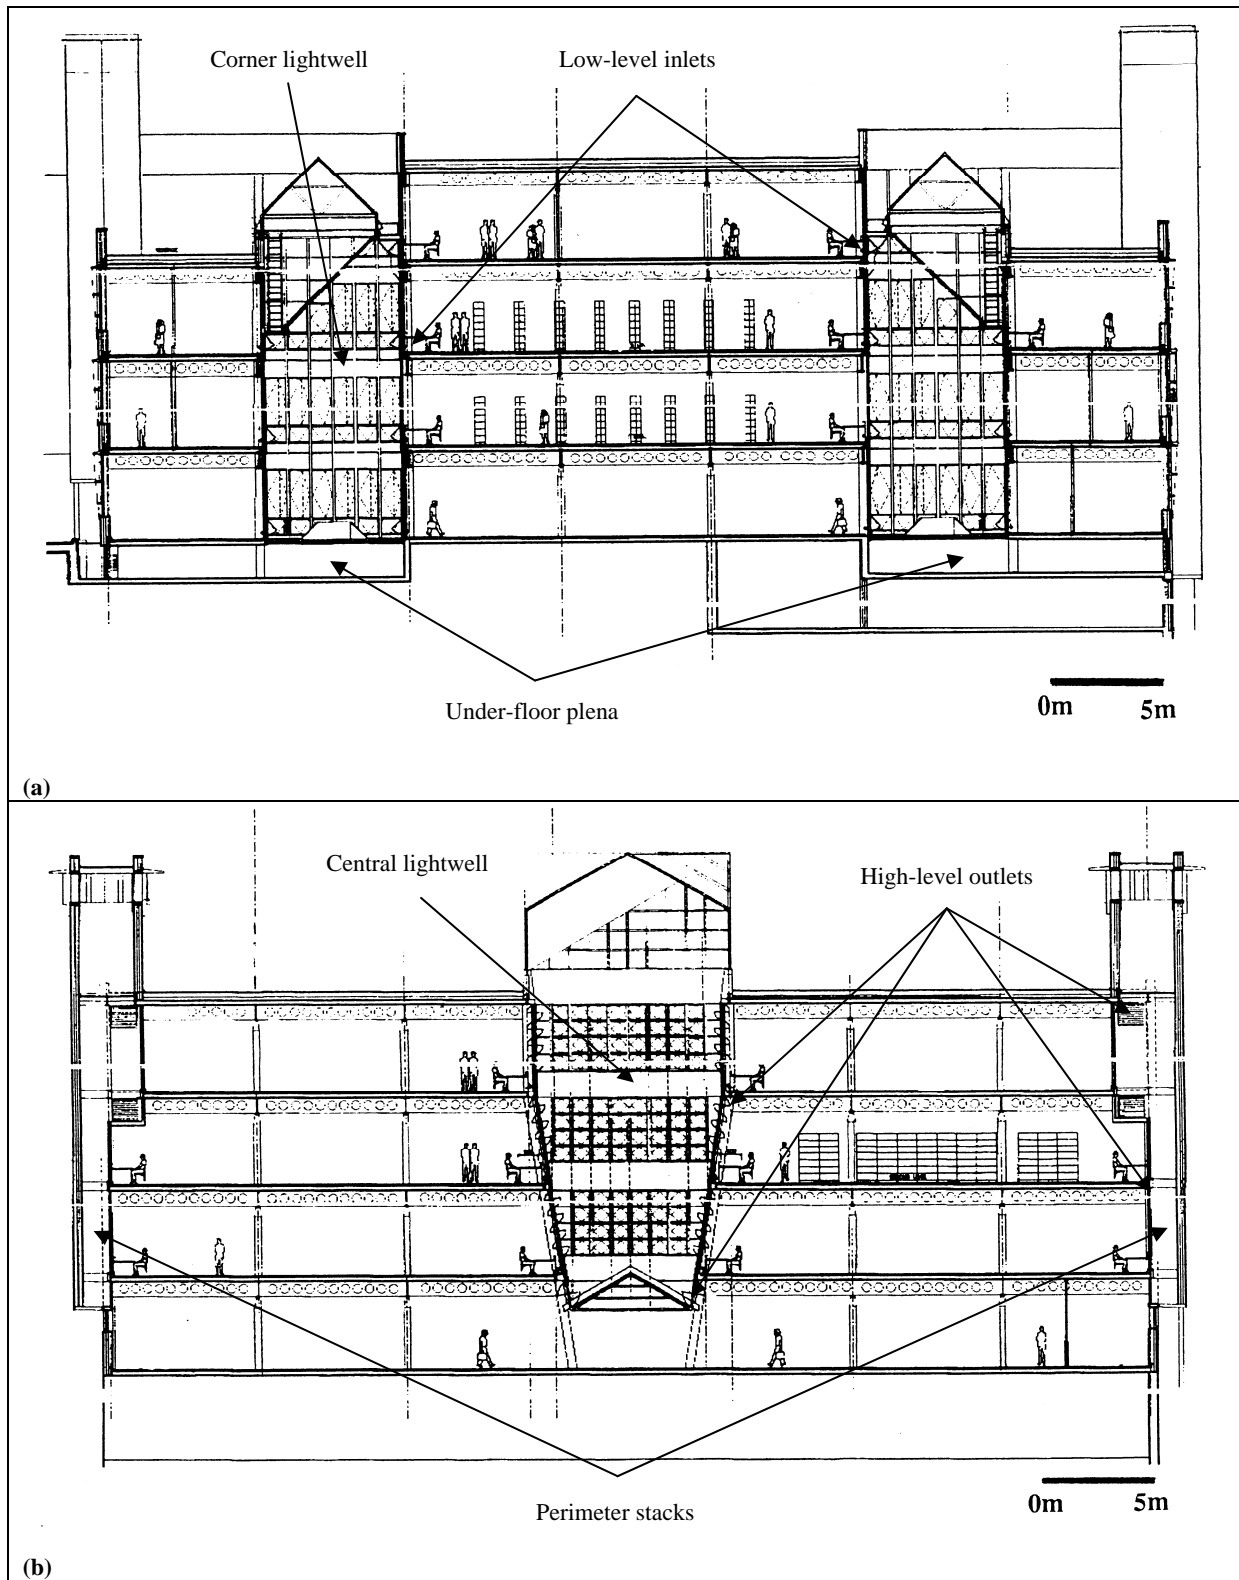 Corner lightwell
Low-level inlets
Under-floor plena
0m 5m
(a)
Central lightwell
High-level outlets
Perimeter stacks
0m 5m
(b)